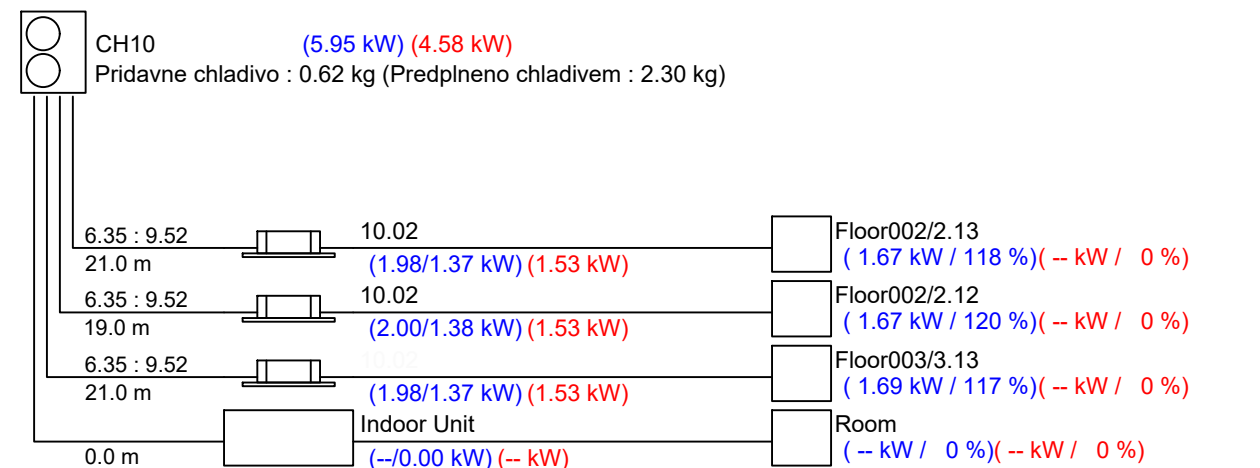 CH10 (5.95 kW) (4.58 kW)
Pridavne chladivo : 0.62 kg (Predplneno chladivem : 2.30 kg)
6.35 : 9.52 10.02 Floor002/2.13
21.0 m (1.98/1.37 kW) (1.53 kW) ( 1.67 kW / 118 %)( -- kW / 0 %)
6.35 : 9.52 10.02 Floor002/2.12
19.0 m (2.00/1.38 kW) (1.53 kW) ( 1.67 kW / 120 %)( -- kW / 0 %)
6.35 : 9.52 10.02 Floor003/3.13
21.0 m (1.98/1.37 kW) (1.53 kW) ( 1.69 kW / 117 %)( -- kW / 0 %)
Indoor Unit Room
0.0 m (--/0.00 kW) (-- kW) ( -- kW / 0 %)( -- kW / 0 %)